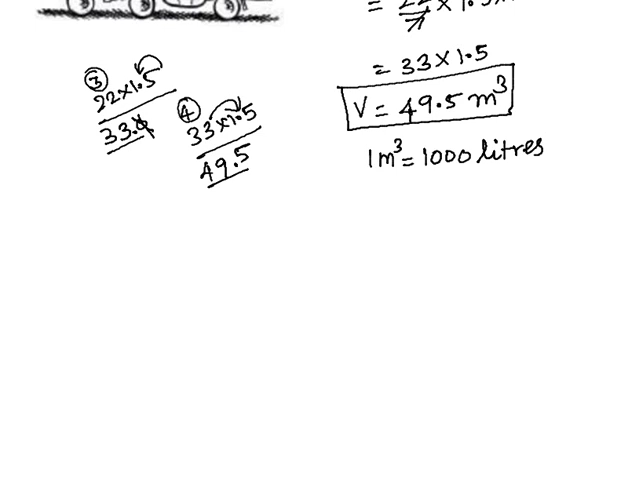 = 33 × 1.5
V = 49.5 m³
1m³ = 1000 litres
③
22×1.5
33.0
④
33×1.5
49.5